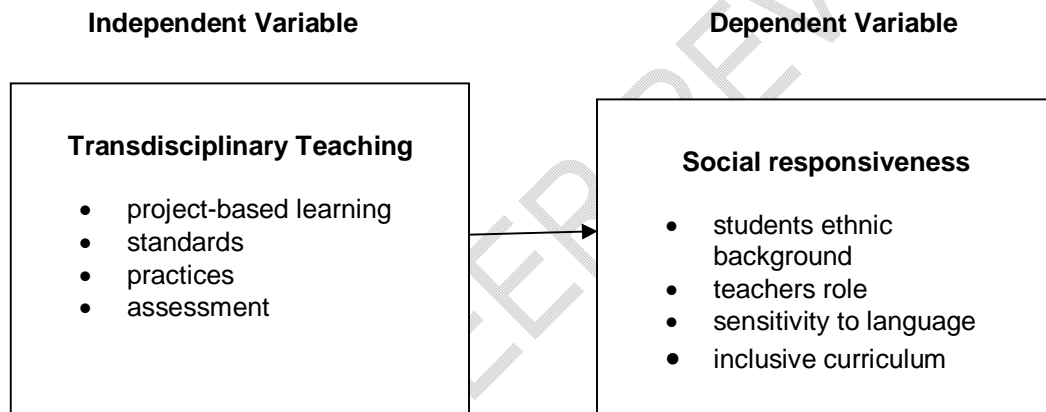 Independent Variable
Dependent Variable
Transdisciplinary Teaching
• project-based learning
• standards
• practices
• assessment
Social responsiveness
• students ethnic
background
• teachers role
• sensitivity to language
• inclusive curriculum